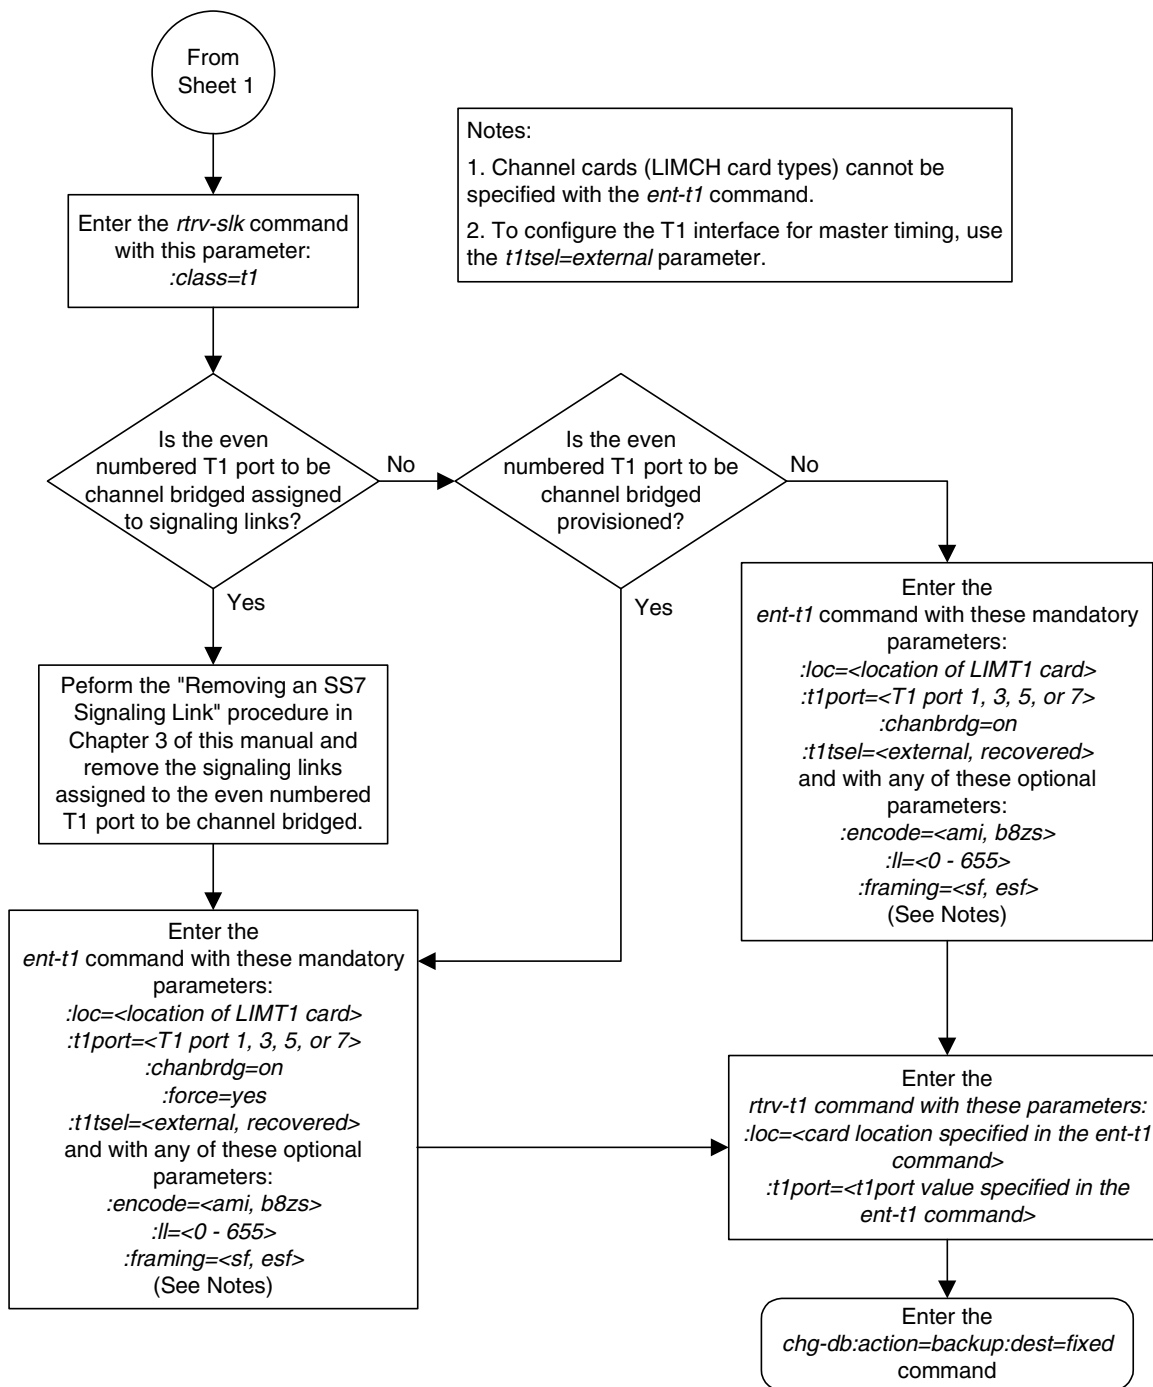 From
Sheet 1
Notes:
1. Channel cards (LIMCH card types) cannot be
specified with the ent-t1 command.
2. To configure the T1 interface for master timing, use
the t1tsel=external parameter.
Enter the rtrv-slk command
with this parameter:
:class=t1
Is the even
numbered T1 port to be
channel bridged assigned
to signaling links?
No
Yes
Is the even
numbered T1 port to be
channel bridged
provisioned?
No
Yes
Peform the "Removing an SS7
Signaling Link" procedure in
Chapter 3 of this manual and
remove the signaling links
assigned to the even numbered
T1 port to be channel bridged.
Enter the
ent-t1 command with these mandatory
parameters:
:loc=<location of LIMT1 card>
:t1port=<T1 port 1, 3, 5, or 7>
:chanbrdg=on
:t1tsel=<external, recovered>
and with any of these optional
parameters:
:encode=<ami, b8zs>
:ll=<0 - 655>
:framing=<sf, esf>
(See Notes)
Enter the
ent-t1 command with these mandatory
parameters:
:loc=<location of LIMT1 card>
:t1port=<T1 port 1, 3, 5, or 7>
:chanbrdg=on
:force=yes
:t1tsel=<external, recovered>
and with any of these optional
parameters:
:encode=<ami, b8zs>
:ll=<0 - 655>
:framing=<sf, esf>
(See Notes)
Enter the
rtrv-t1 command with these parameters:
:loc=<card location specified in the ent-t1
command>
:t1port=<t1port value specified in the
ent-t1 command>
Enter the
chg-db:action=backup:dest=fixed
command